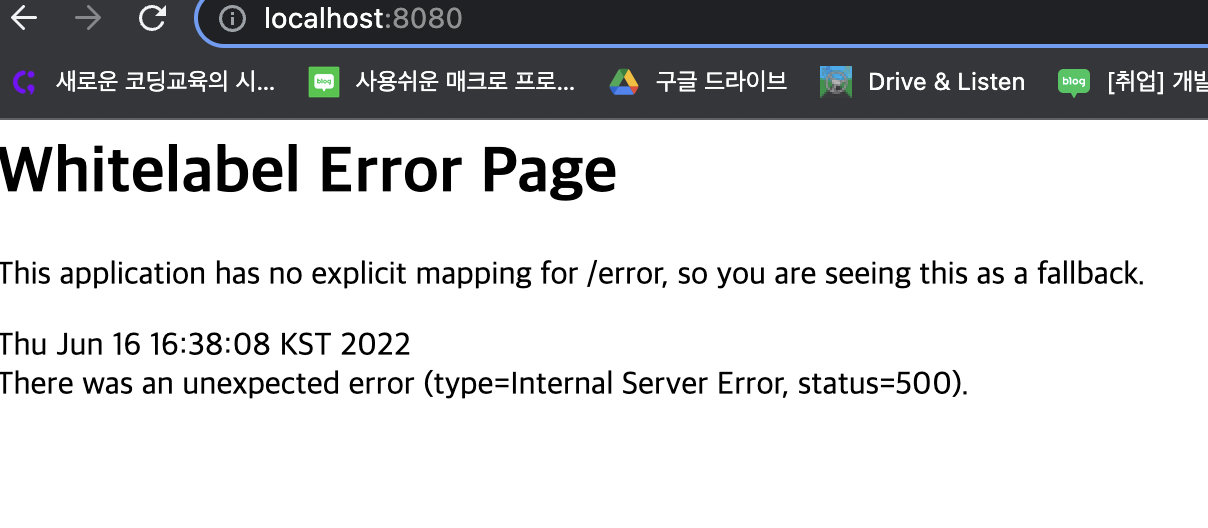 localhost:8080
새로운 코딩교육의 시... blog 사용쉬운 매크로 프로... 구글 드라이브 Drive & Listen blog [취업] 개발
Whitelabel Error Page
This application has no explicit mapping for /error, so you are seeing this as a fallback.
Thu Jun 16 16:38:08 KST 2022
There was an unexpected error (type=Internal Server Error, status=500).